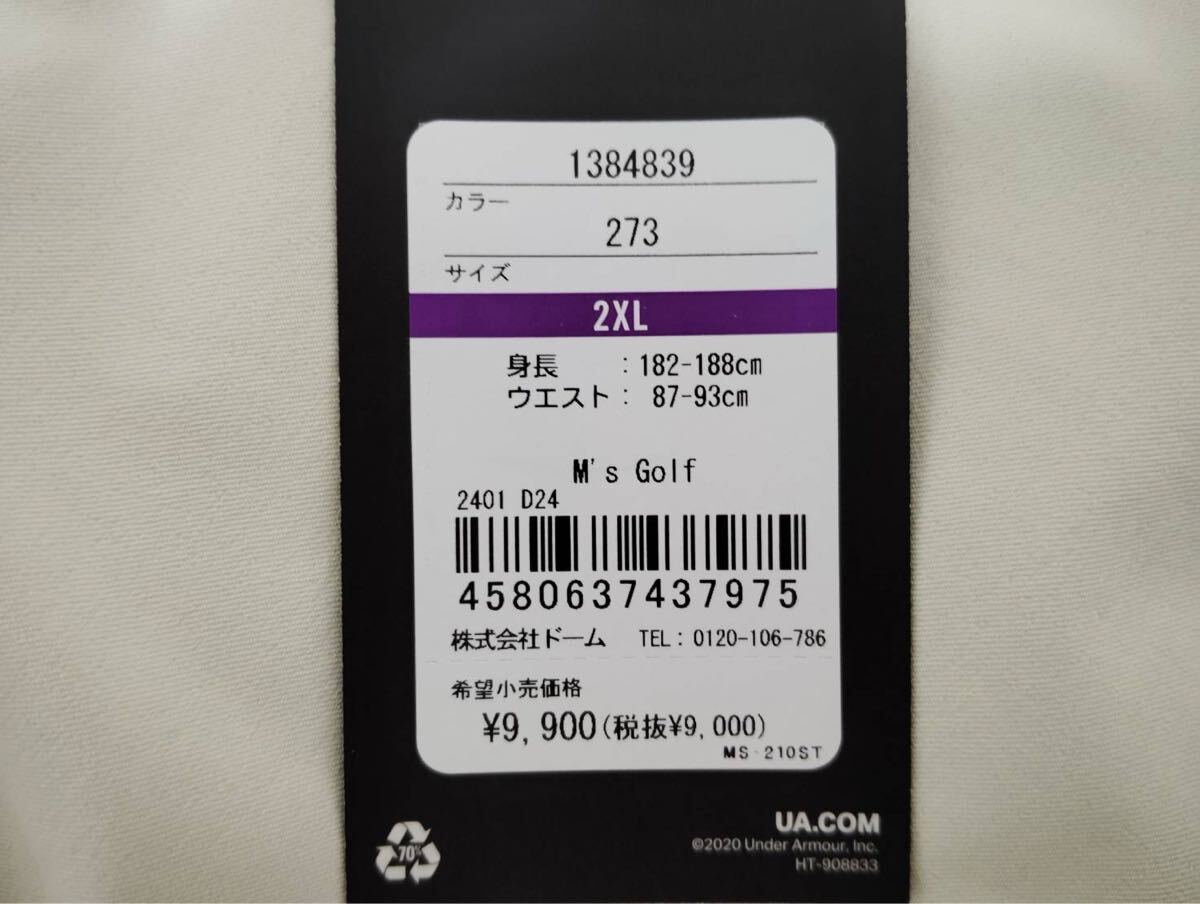 1384839
カラー
273
サイズ
2XL
身長 : 182-188cm
ウエスト : 87-93cm
M's Golf
2401 D24
4580637437975
株式会社ドーム TEL: 0120-106-786
希望小売価格
¥9,900(税抜¥9,000)
MS-210ST
70%
UA.COM
©2020 Under Armour, Inc.
HT-908833